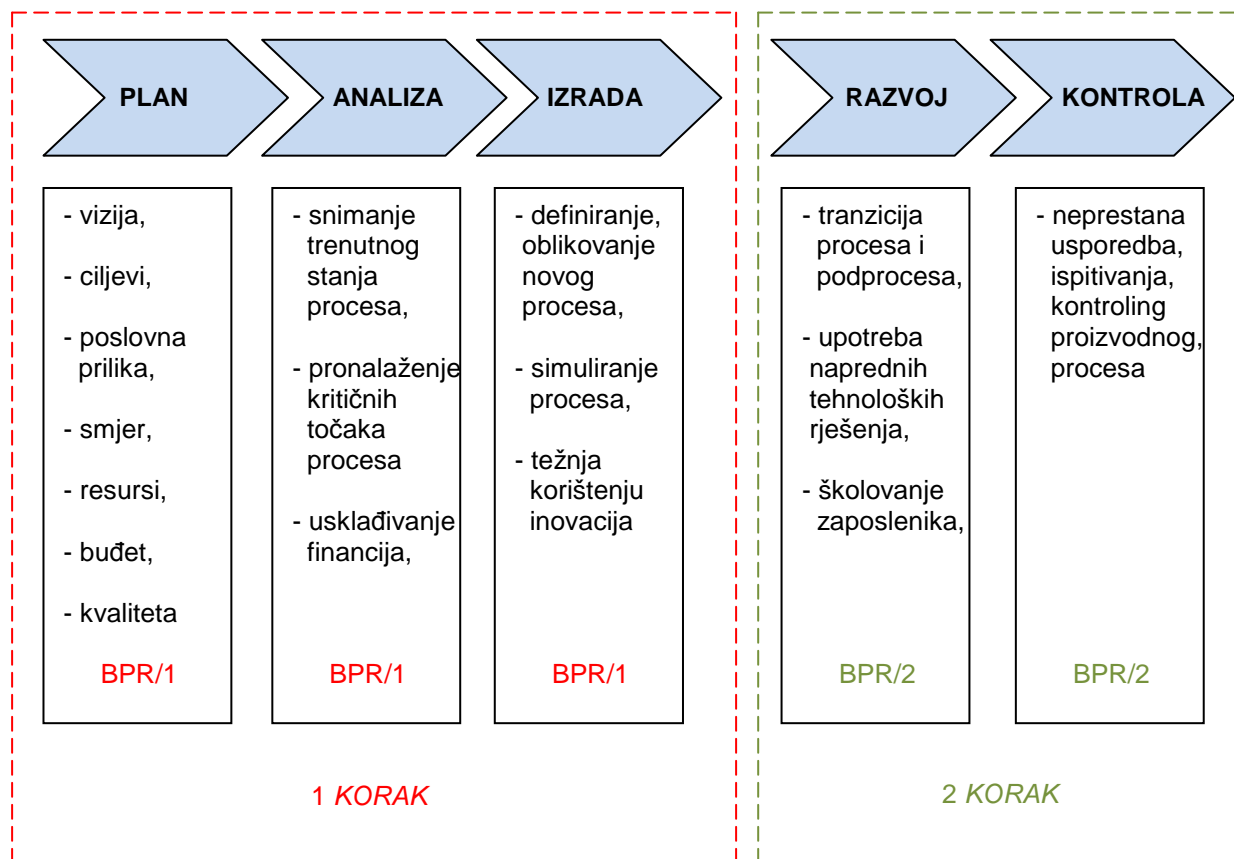 PLAN
ANALIZA
IZRADA
RAZVOJ
KONTROLA
- vizija,
- ciljevi,
- poslovna
prilika,
- smjer,
- resursi,
- buđet,
- kvaliteta
BPR/1
- snimanje
trenutnog
stanja
procesa,
- pronalaženje
kritičnih
točaka
procesa
- usklađivanje
financija,
BPR/1
- definiranje,
oblikovanje
novog
procesa,
- simuliranje
procesa,
- težnja
korištenju
inovacija
BPR/1
- tranzicija
procesa i
podprocesa,
- upotreba
naprednih
tehnoloških
rješenja,
- školovanje
zaposlenika,
BPR/2
- neprestana
usporedba,
ispitivanja,
kontroling
proizvodnog,
procesa
BPR/2
1 KORAK
2 KORAK